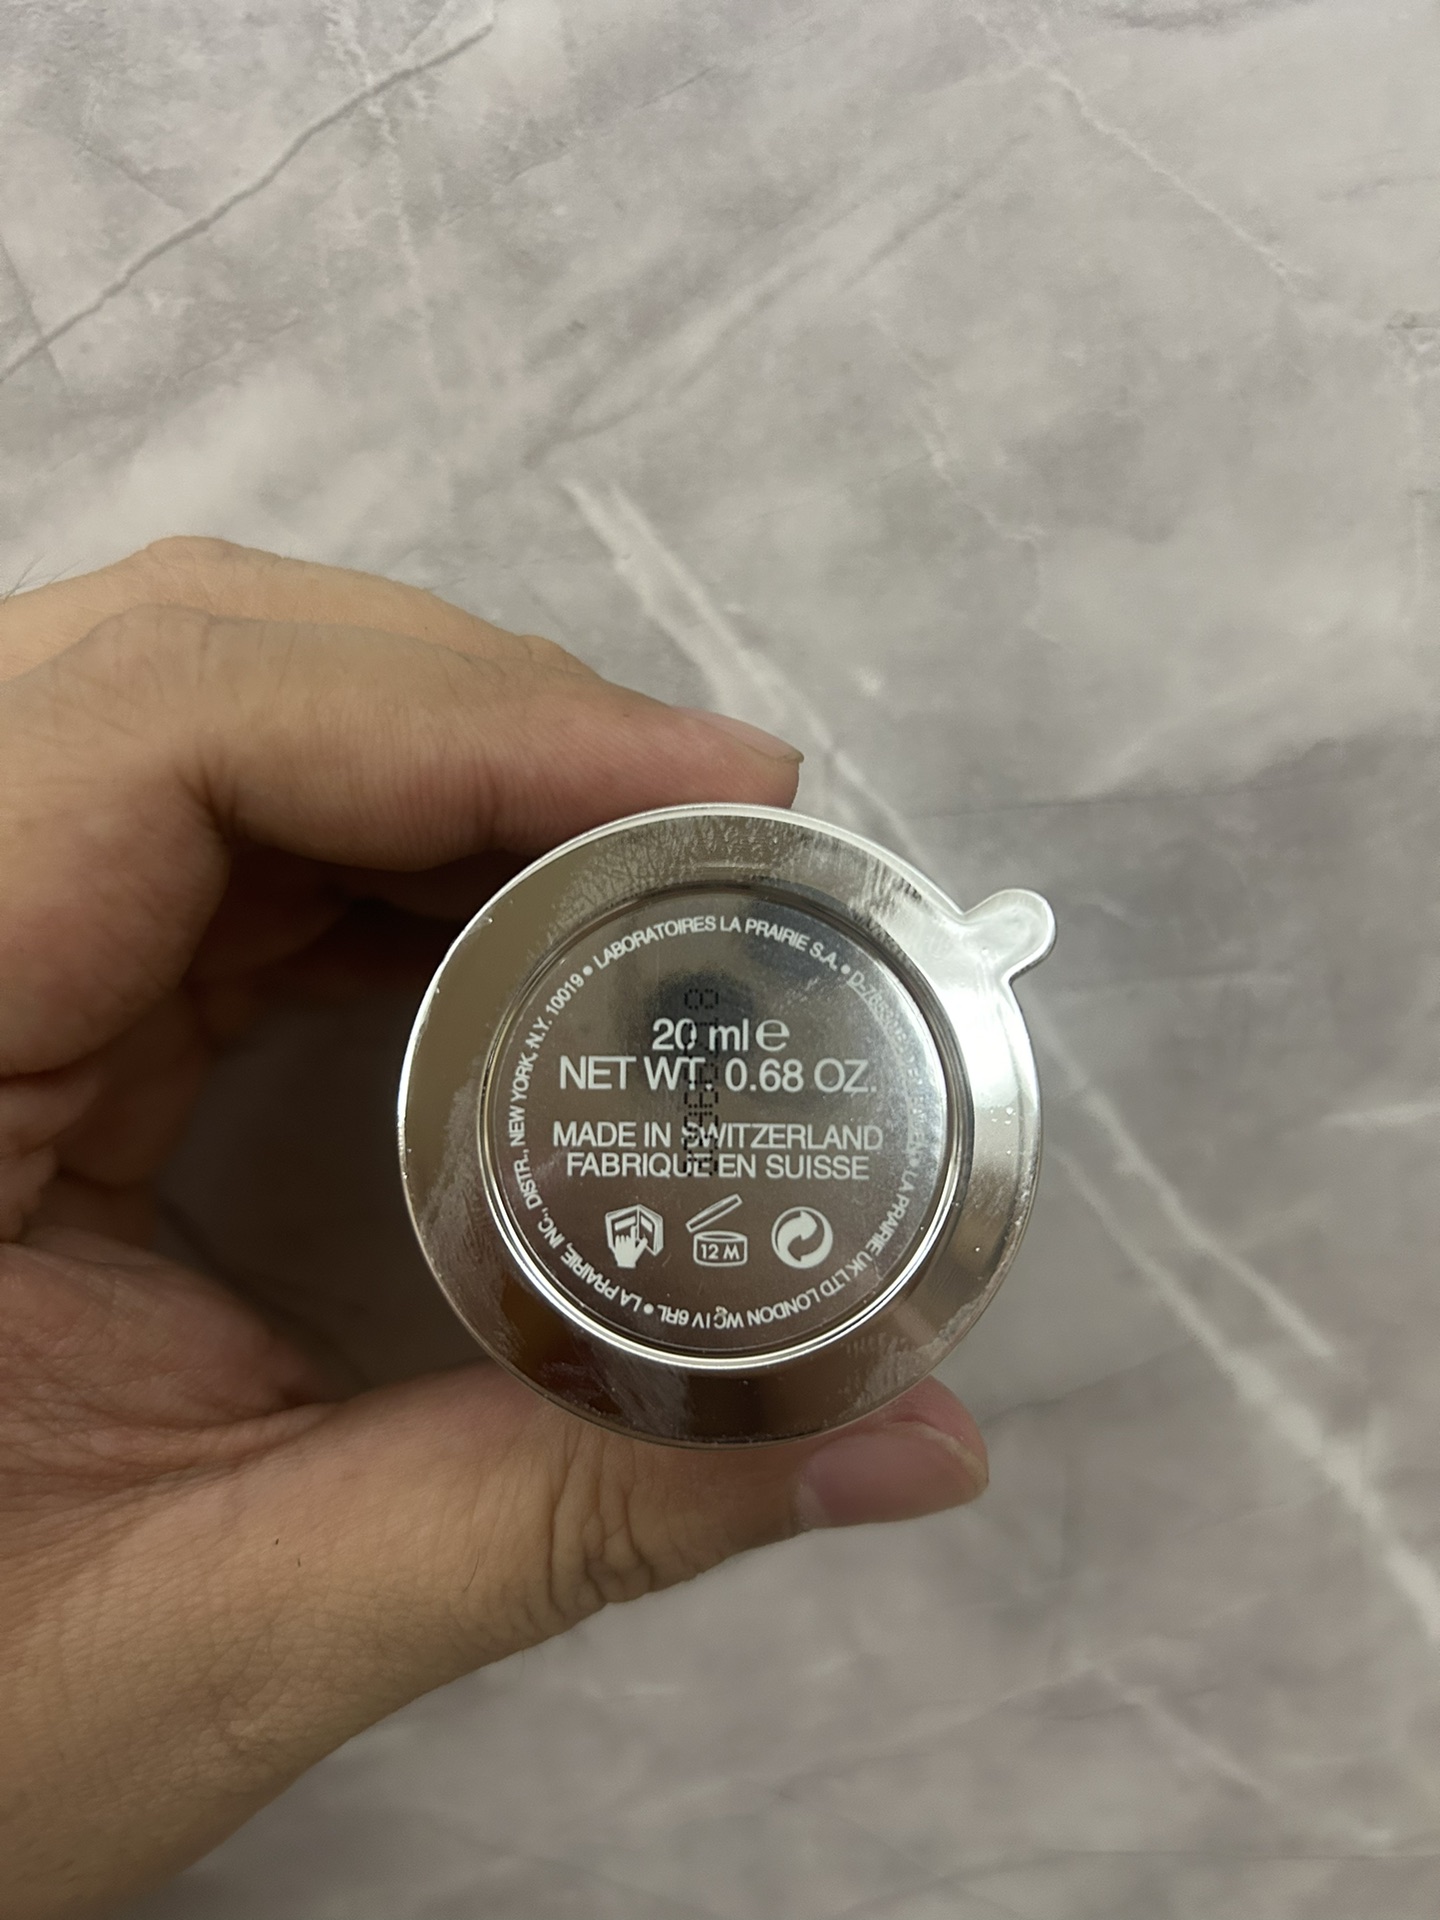 LABORATOIRES LA PRAIRIE S.A. •
LA PRAIRIE UK LTD LONDON WC1V 6RL •
LA PRAIRIE, INC., DISTR., NEW YORK, N.Y. 10019 •
20 ml e
NET WT. 0.68 OZ.
MADE IN SWITZERLAND
FABRIQUE EN SUISSE
12 M